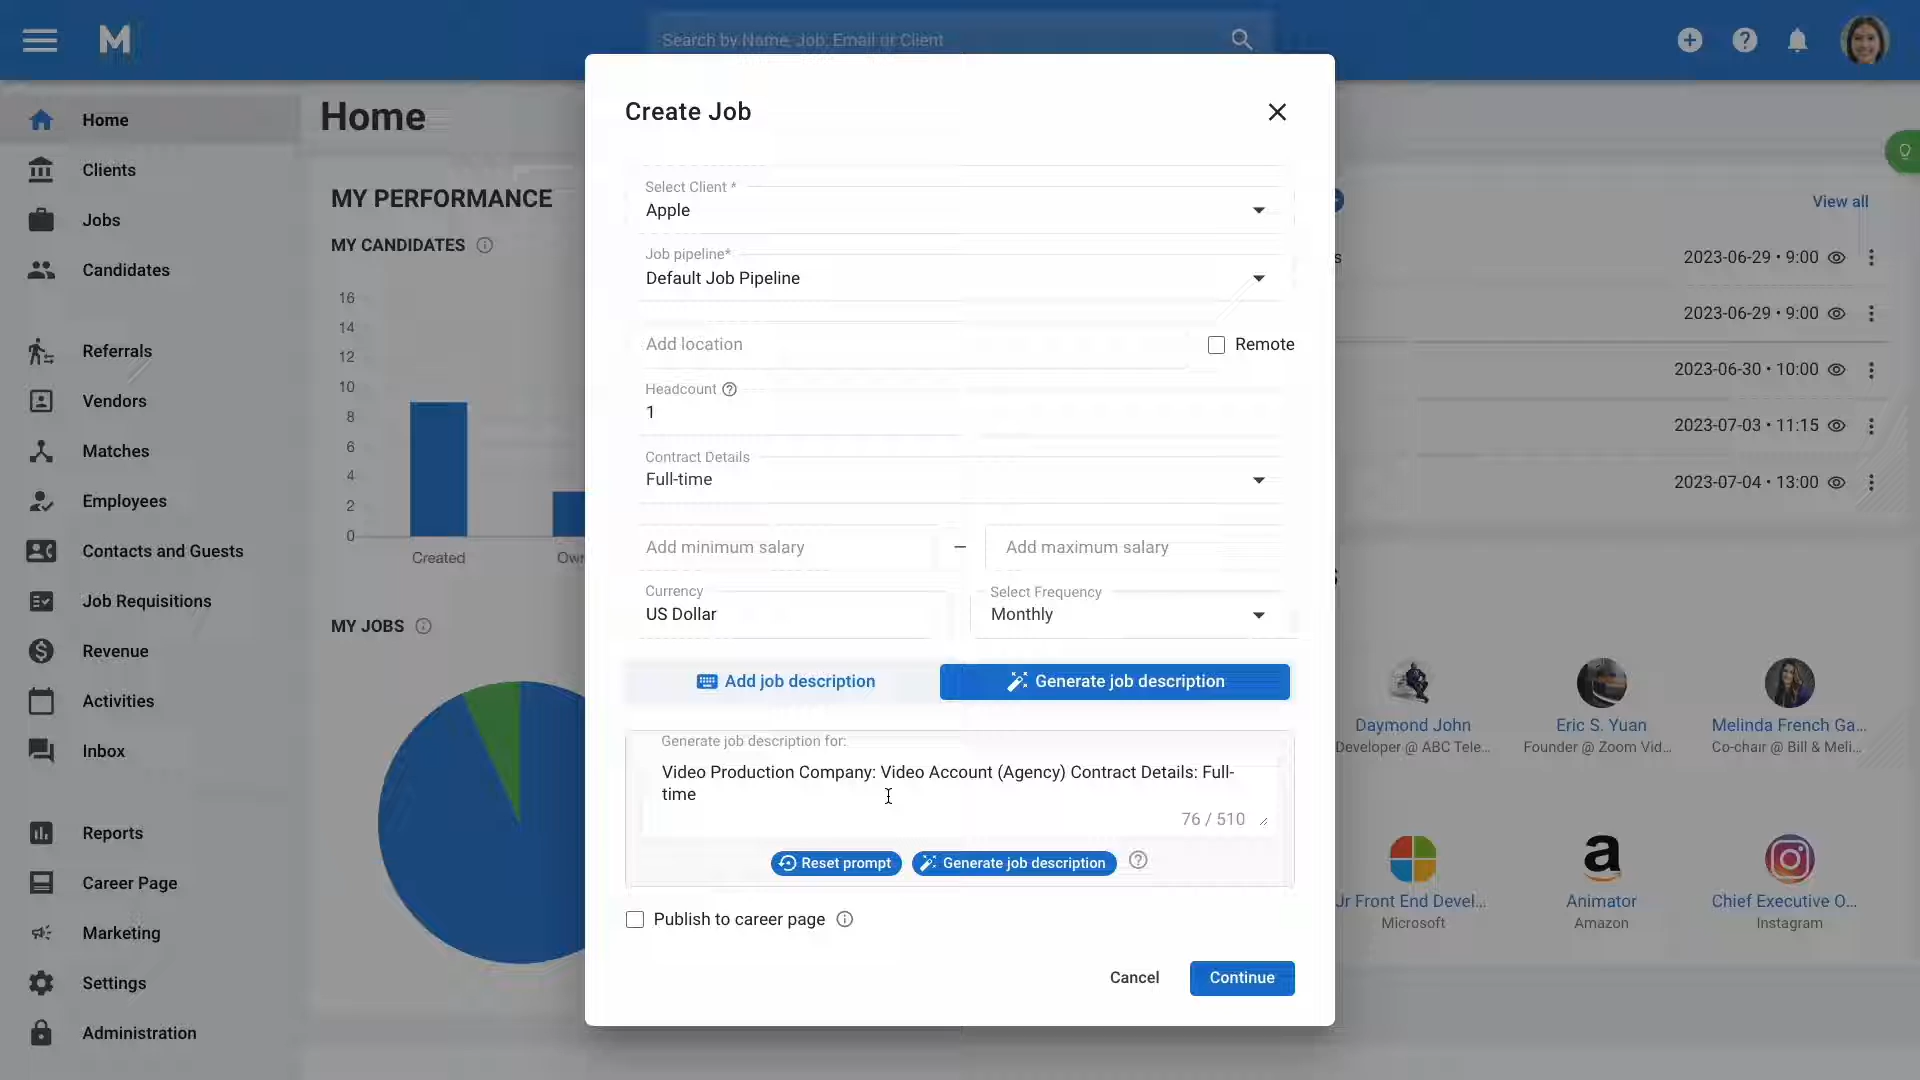 M
Search by Name, Job, Email or Client
Home
Clients
Jobs
Candidates
Referrals
Vendors
Matches
Employees
Contacts and Guests
Job Requisitions
Revenue
Activities
Inbox
Reports
Career Page
Marketing
Settings
Administration
Home
MY PERFORMANCE
MY CANDIDATES
16
14
12
10
8
6
4
2
0
Created
Own
MY JOBS
Create Job
Select Client *
Apple
Job pipeline*
Default Job Pipeline
Add location
Remote
Headcount
1
Contract Details
Full-time
Add minimum salary
–
Add maximum salary
Currency
US Dollar
Select Frequency
Monthly
Add job description
Generate job description
Generate job description for:
Video Production Company: Video Account (Agency) Contract Details: Full-
time
76 / 510
Reset prompt
Generate job description
Publish to career page
Cancel
Continue
View all
s
2023-06-29 • 9:00
2023-06-29 • 9:00
2023-06-30 • 10:00
2023-07-03 • 11:15
2023-07-04 • 13:00
S
Daymond John
Developer @ ABC Tele...
Eric S. Yuan
Founder @ Zoom Vid...
Melinda French Ga...
Co-chair @ Bill & Meli...
Jr Front End Devel...
Microsoft
Animator
Amazon
Chief Executive O...
Instagram